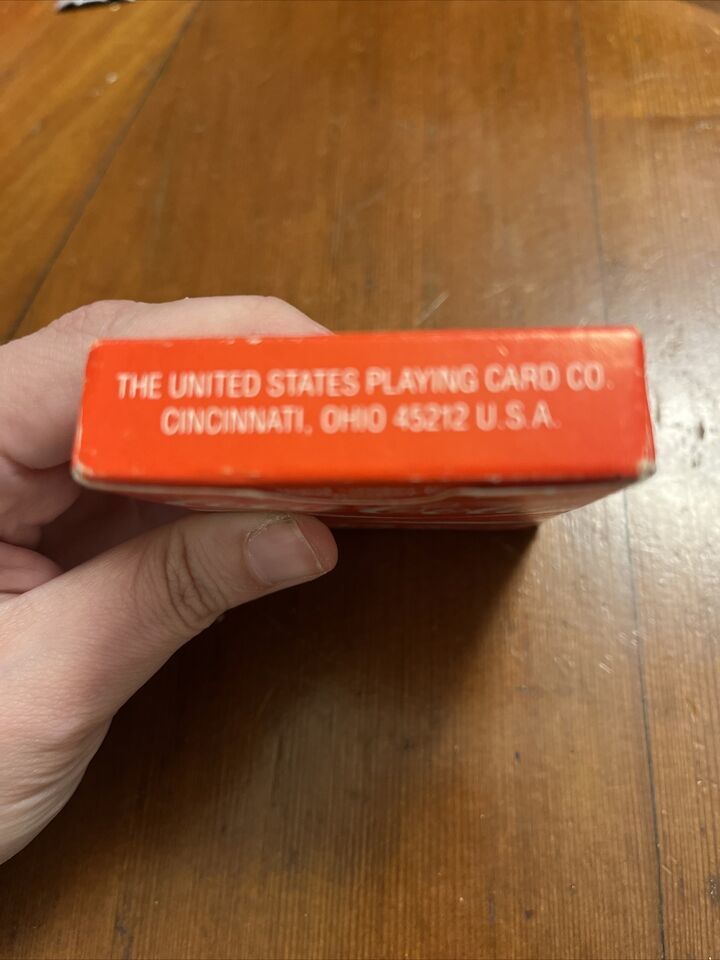 THE UNITED STATES PLAYING CARD CO.
CINCINNATI, OHIO 45212 U.S.A.